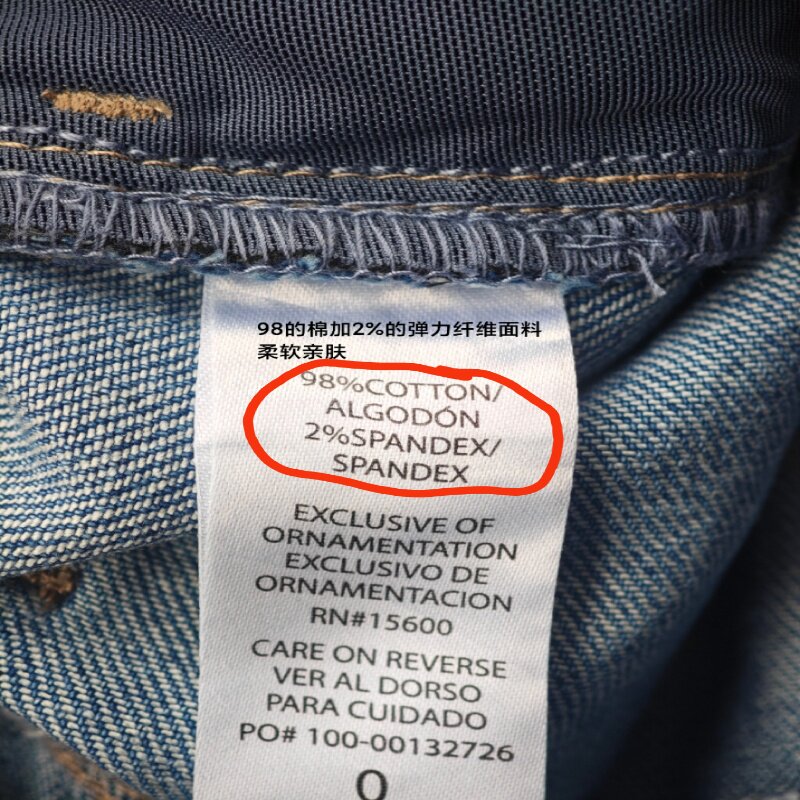 98的棉加2%的弹力纤维面料
柔软亲肤
98%COTTON/
ALGODÓN
2%SPANDEX/
SPANDEX
EXCLUSIVE OF
ORNAMENTATION
EXCLUSIVO DE
ORNAMENTACION
RN#15600
CARE ON REVERSE
VER AL DORSO
PARA CUIDADO
PO# 100-00132726
0